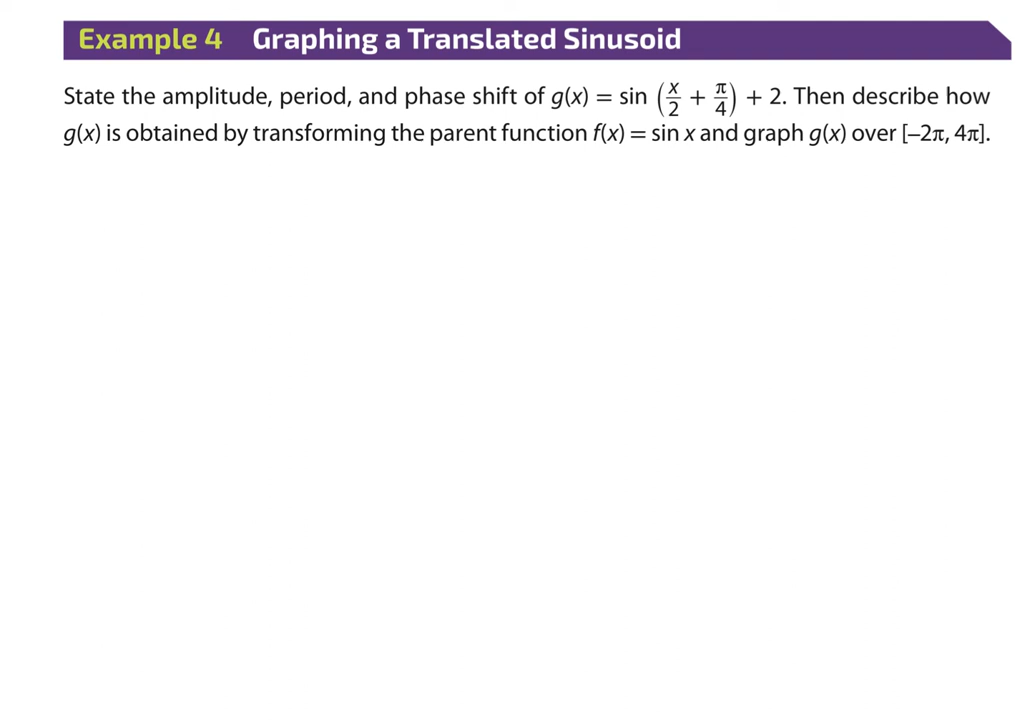 Example 4 Graphing a Translated Sinusoid
State the amplitude, period, and phase shift of g(x) = sin (x/2 + π/4) + 2. Then describe how
g(x) is obtained by transforming the parent function f(x) = sin x and graph g(x) over [–2π, 4π].